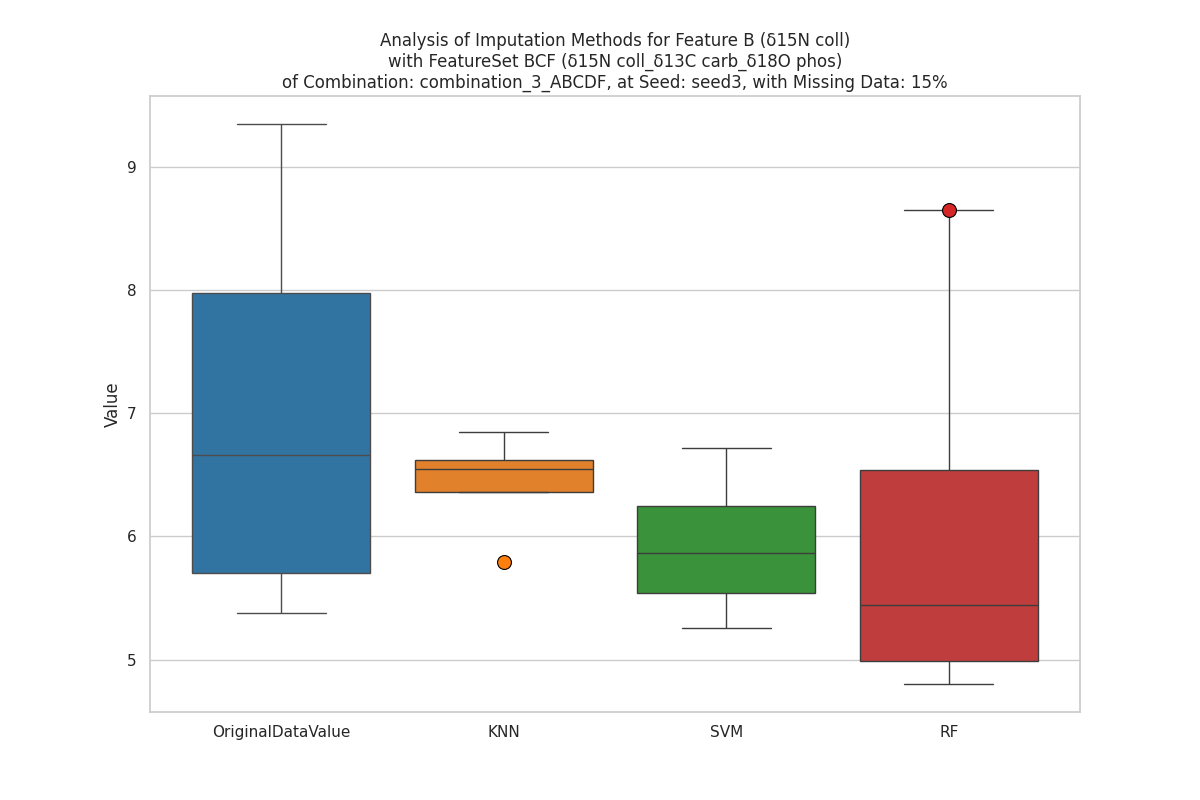 Analysis of Imputation Methods for Feature B (δ15N coll)
with FeatureSet BCF (δ15N coll_δ13C carb_δ18O phos)
of Combination: combination_3_ABCDF, at Seed: seed3, with Missing Data: 15%
9
8
7
6
5
Value
OriginalDataValue
KNN
SVM
RF